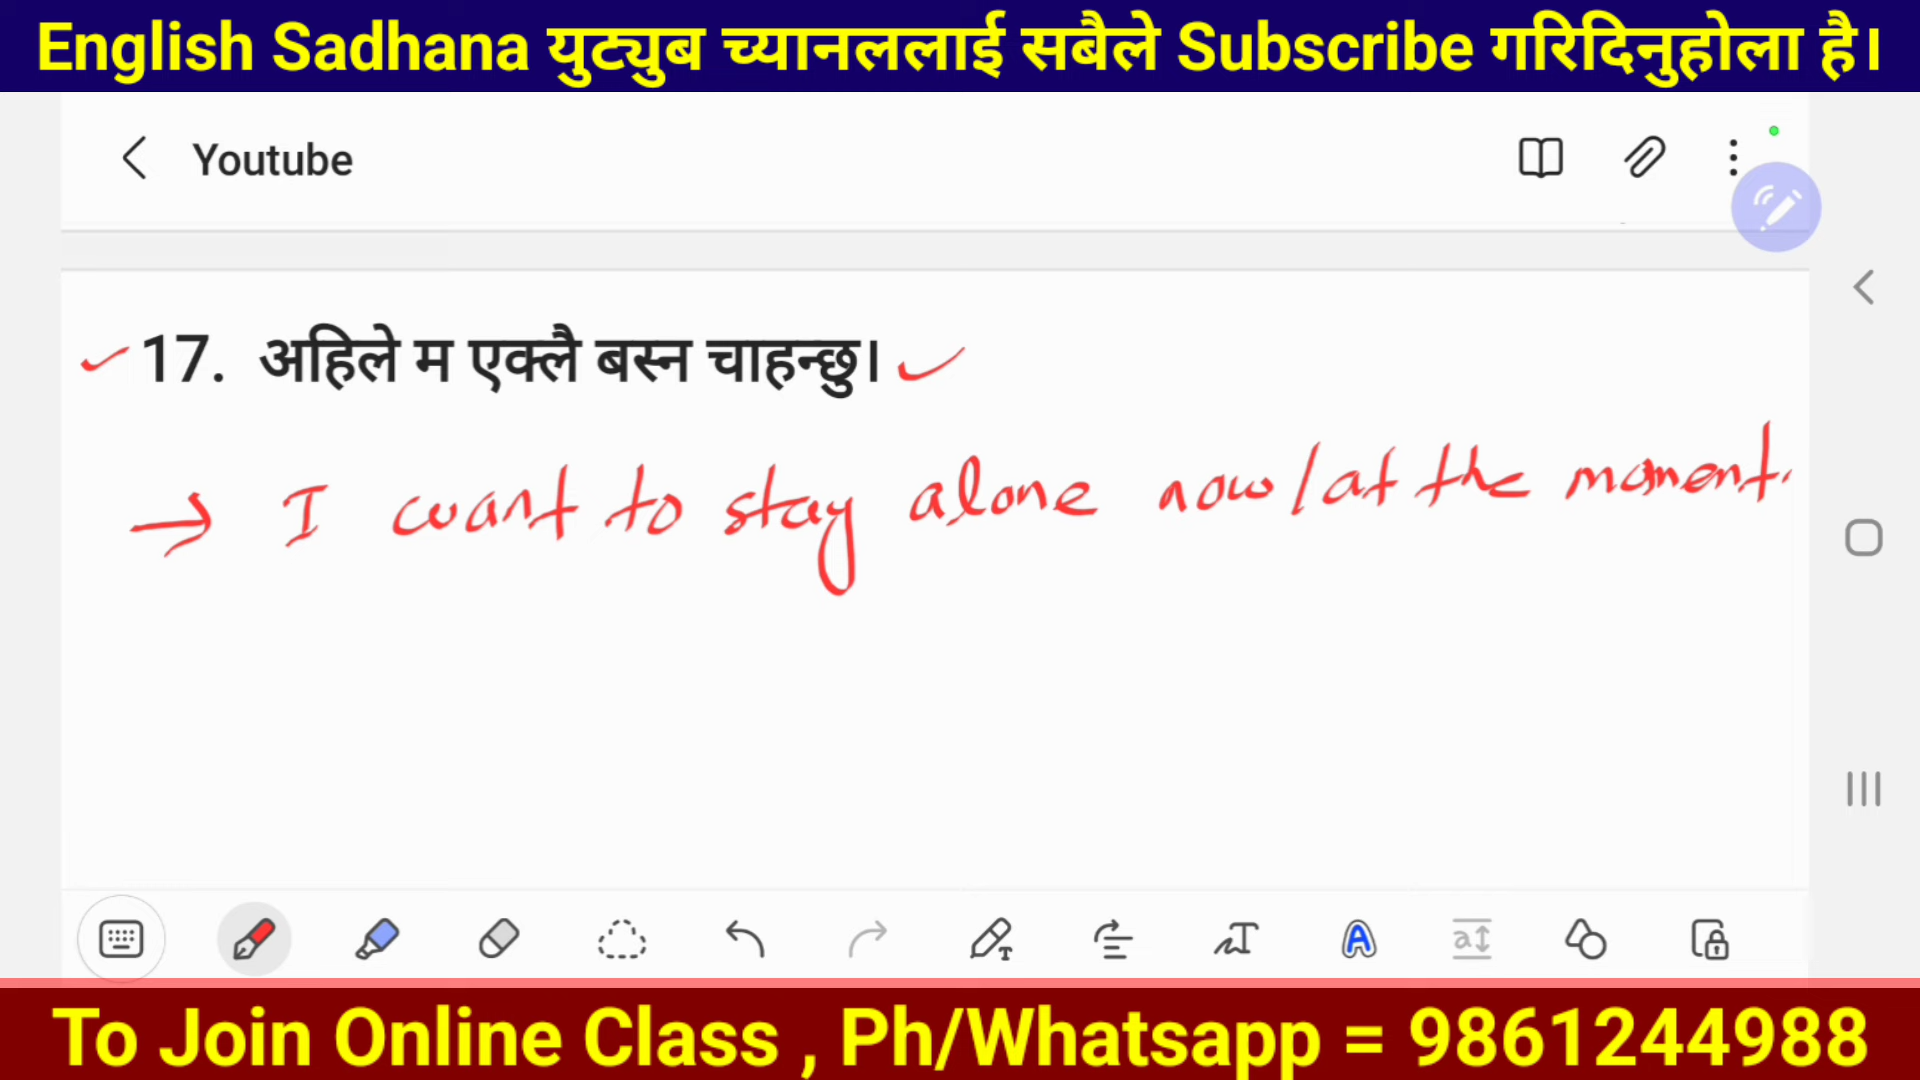 English Sadhana युट्युब च्यानललाई सबैले Subscribe गरिदिनुहोला है।
Youtube
17. अहिले म एक्लै बस्न चाहन्छु।
→ I want to stay alone now/at the moment.
To Join Online Class , Ph/Whatsapp = 9861244988